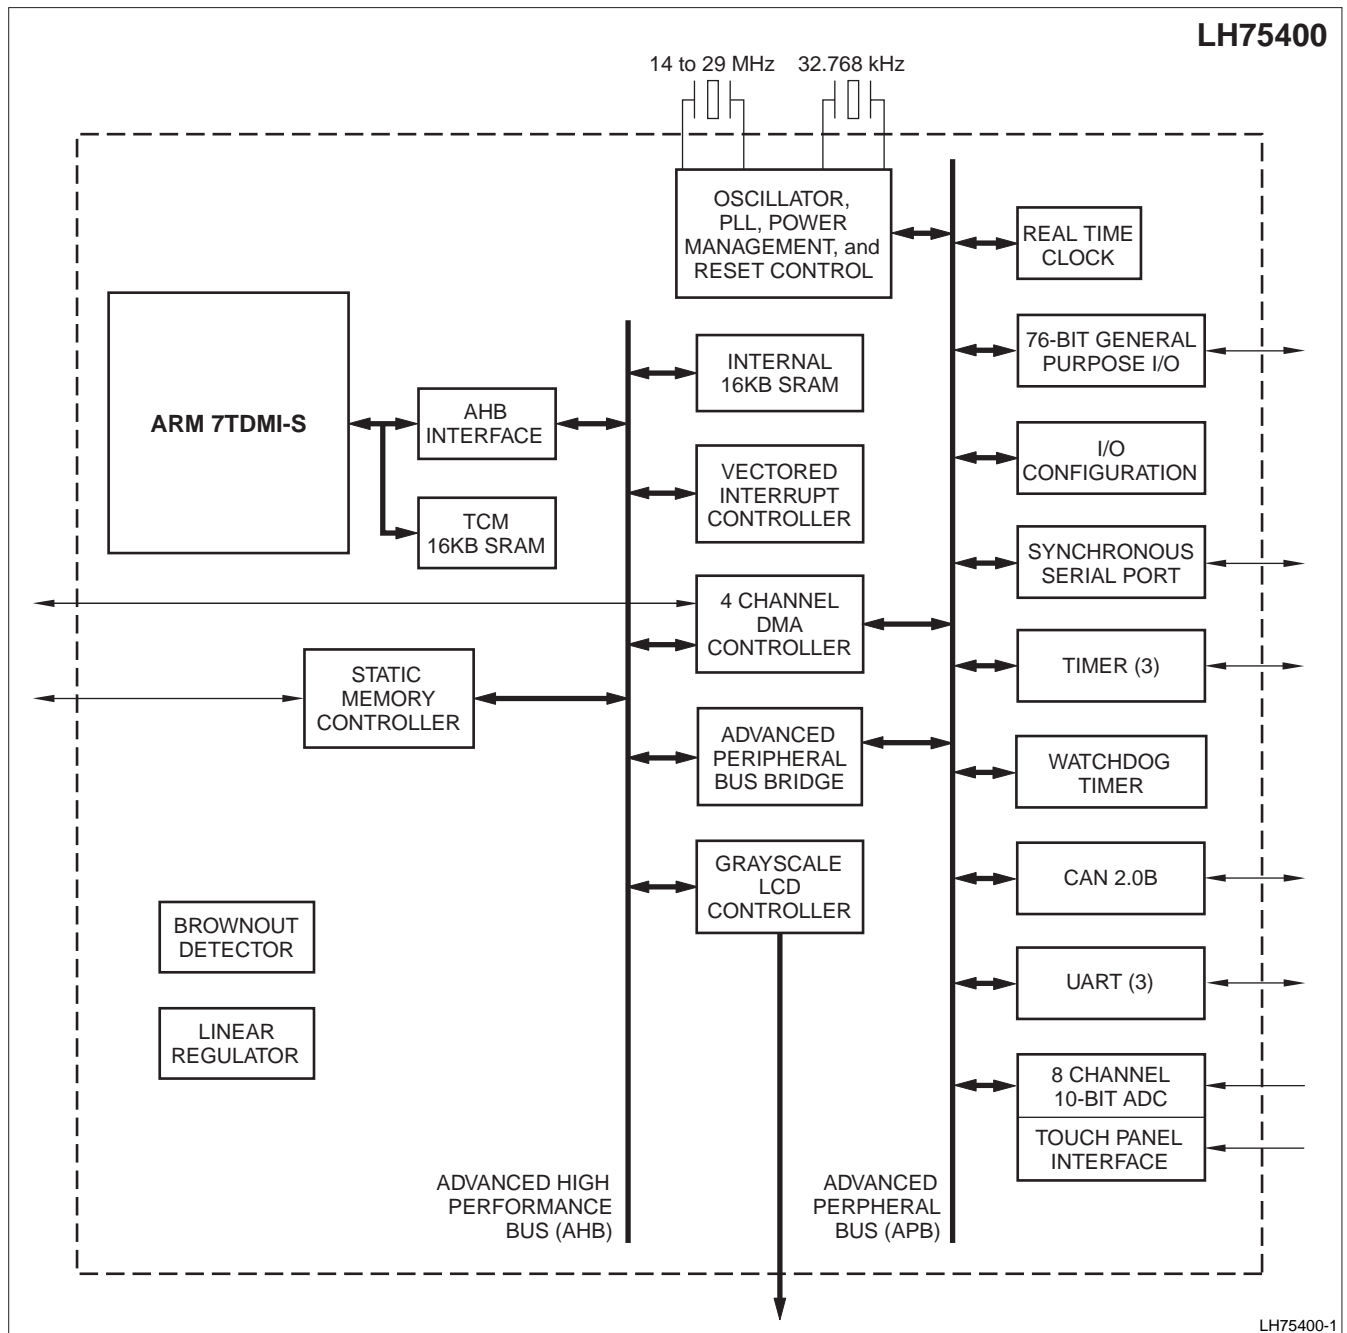 LH75400
14 to 29 MHz
32.768 kHz
OSCILLATOR,
PLL, POWER
MANAGEMENT, and
RESET CONTROL
REAL TIME
CLOCK
ARM 7TDMI-S
AHB
INTERFACE
TCM
16KB SRAM
INTERNAL
16KB SRAM
VECTORED
INTERRUPT
CONTROLLER
4 CHANNEL
DMA
CONTROLLER
STATIC
MEMORY
CONTROLLER
ADVANCED
PERIPHERAL
BUS BRIDGE
GRAYSCALE
LCD
CONTROLLER
BROWNOUT
DETECTOR
LINEAR
REGULATOR
76-BIT GENERAL
PURPOSE I/O
I/O
CONFIGURATION
SYNCHRONOUS
SERIAL PORT
TIMER (3)
WATCHDOG
TIMER
CAN 2.0B
UART (3)
8 CHANNEL
10-BIT ADC
TOUCH PANEL
INTERFACE
ADVANCED HIGH
PERFORMANCE
BUS (AHB)
ADVANCED
PERPHERAL
BUS (APB)
LH75400-1